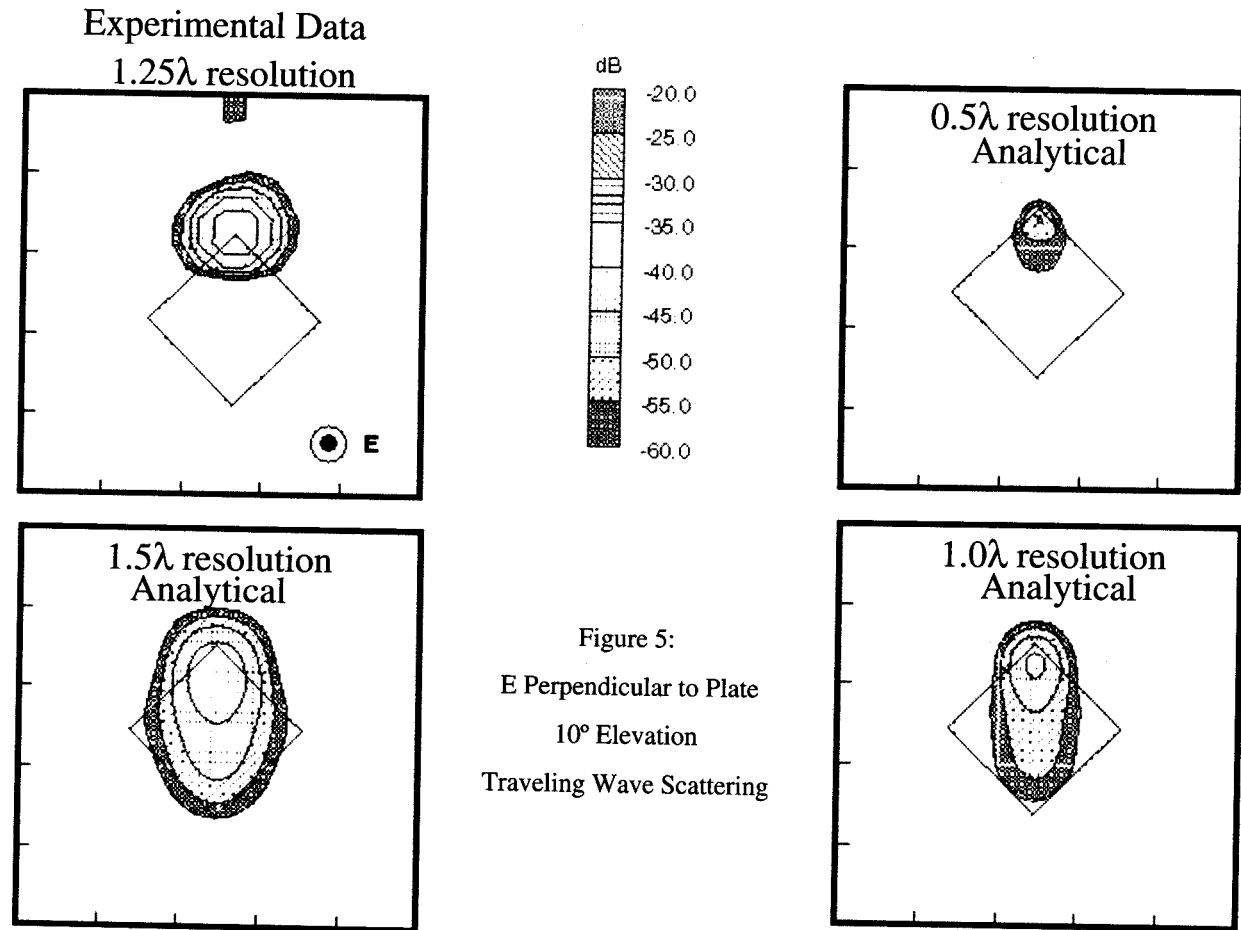 Experimental Data
1.25λ resolution
E
dB
-20.0
-25.0
-30.0
-35.0
-40.0
-45.0
-50.0
-55.0
-60.0
0.5λ resolution
Analytical
1.5λ resolution
Analytical
Figure 5:
E Perpendicular to Plate
10° Elevation
Traveling Wave Scattering
1.0λ resolution
Analytical